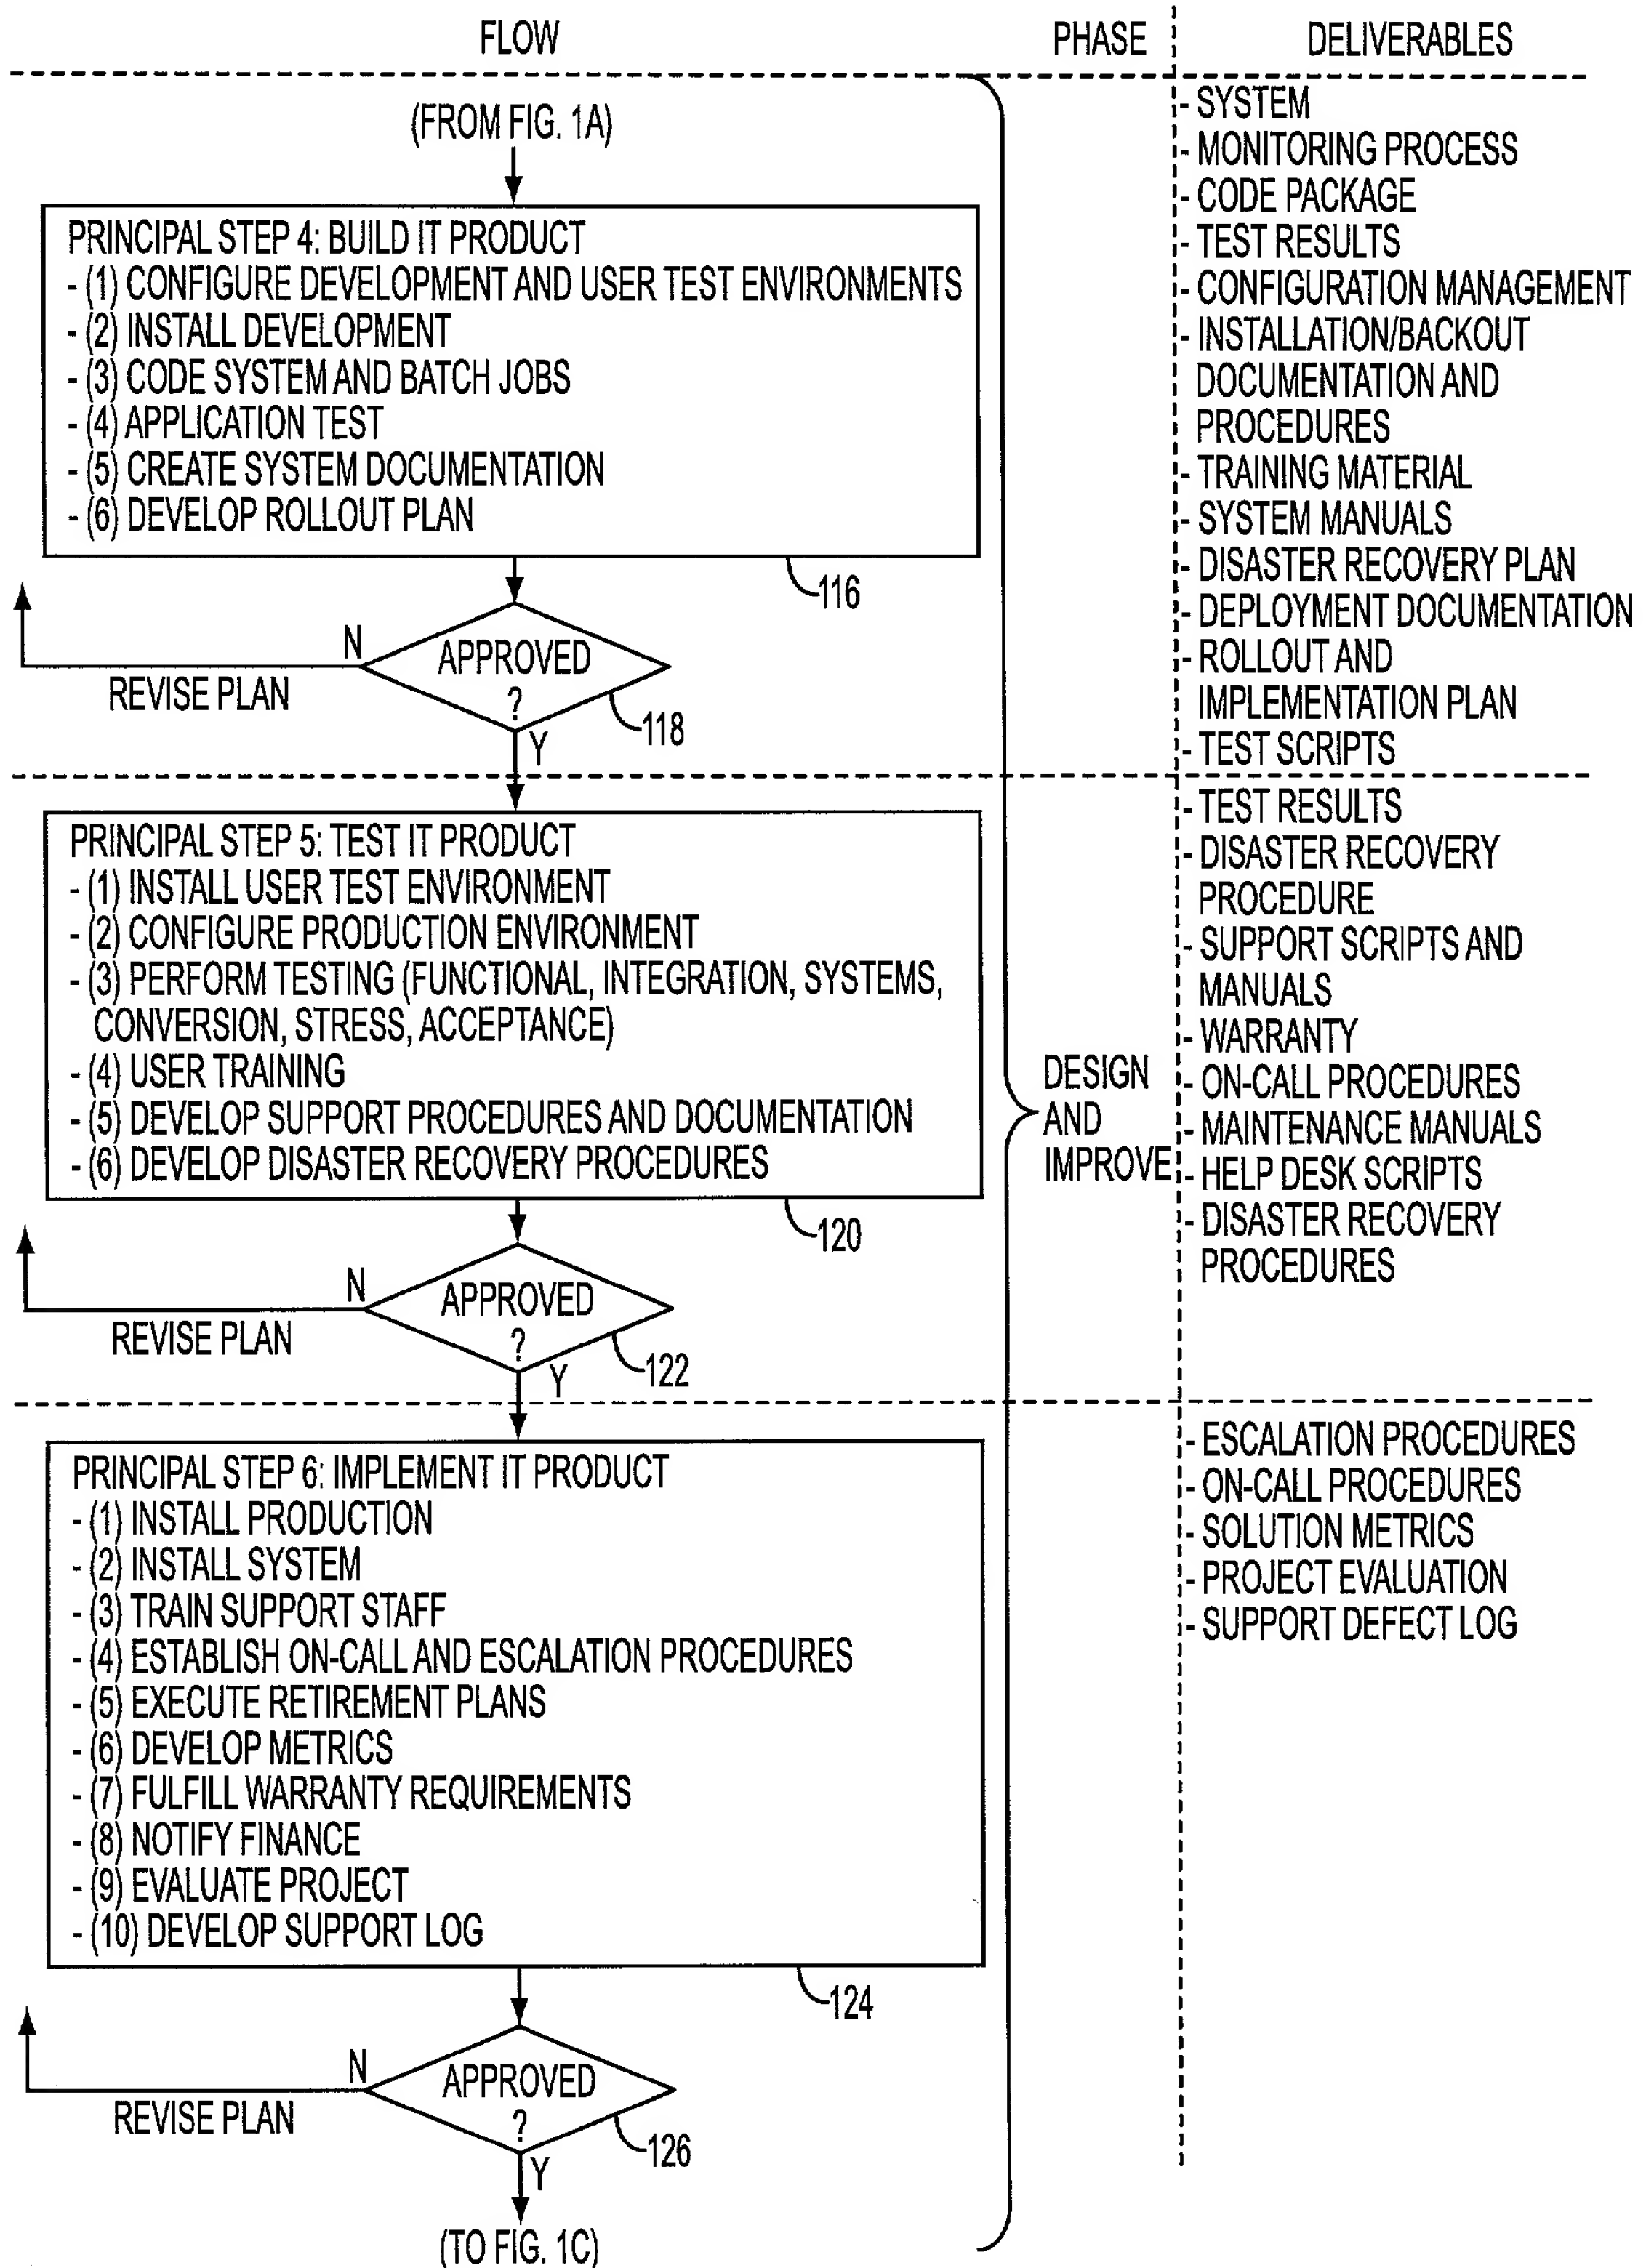 FLOW
PHASE
DELIVERABLES
(FROM FIG. 1A)
PRINCIPAL STEP 4: BUILD IT PRODUCT
- (1) CONFIGURE DEVELOPMENT AND USER TEST ENVIRONMENTS
- (2) INSTALL DEVELOPMENT
- (3) CODE SYSTEM AND BATCH JOBS
- (4) APPLICATION TEST
- (5) CREATE SYSTEM DOCUMENTATION
- (6) DEVELOP ROLLOUT PLAN
116
APPROVED
?
N
REVISE PLAN
118
Y
- SYSTEM
- MONITORING PROCESS
- CODE PACKAGE
- TEST RESULTS
- CONFIGURATION MANAGEMENT
- INSTALLATION/BACKOUT
DOCUMENTATION AND
PROCEDURES
- TRAINING MATERIAL
- SYSTEM MANUALS
- DISASTER RECOVERY PLAN
- DEPLOYMENT DOCUMENTATION
- ROLLOUT AND
IMPLEMENTATION PLAN
- TEST SCRIPTS
PRINCIPAL STEP 5: TEST IT PRODUCT
- (1) INSTALL USER TEST ENVIRONMENT
- (2) CONFIGURE PRODUCTION ENVIRONMENT
- (3) PERFORM TESTING (FUNCTIONAL, INTEGRATION, SYSTEMS,
CONVERSION, STRESS, ACCEPTANCE)
- (4) USER TRAINING
- (5) DEVELOP SUPPORT PROCEDURES AND DOCUMENTATION
- (6) DEVELOP DISASTER RECOVERY PROCEDURES
120
APPROVED
?
N
REVISE PLAN
122
Y
DESIGN
AND
IMPROVE
- TEST RESULTS
- DISASTER RECOVERY
PROCEDURE
- SUPPORT SCRIPTS AND
MANUALS
- WARRANTY
- ON-CALL PROCEDURES
- MAINTENANCE MANUALS
- HELP DESK SCRIPTS
- DISASTER RECOVERY
PROCEDURES
PRINCIPAL STEP 6: IMPLEMENT IT PRODUCT
- (1) INSTALL PRODUCTION
- (2) INSTALL SYSTEM
- (3) TRAIN SUPPORT STAFF
- (4) ESTABLISH ON-CALL AND ESCALATION PROCEDURES
- (5) EXECUTE RETIREMENT PLANS
- (6) DEVELOP METRICS
- (7) FULFILL WARRANTY REQUIREMENTS
- (8) NOTIFY FINANCE
- (9) EVALUATE PROJECT
- (10) DEVELOP SUPPORT LOG
124
APPROVED
?
N
REVISE PLAN
126
Y
(TO FIG. 1C)
- ESCALATION PROCEDURES
- ON-CALL PROCEDURES
- SOLUTION METRICS
- PROJECT EVALUATION
- SUPPORT DEFECT LOG